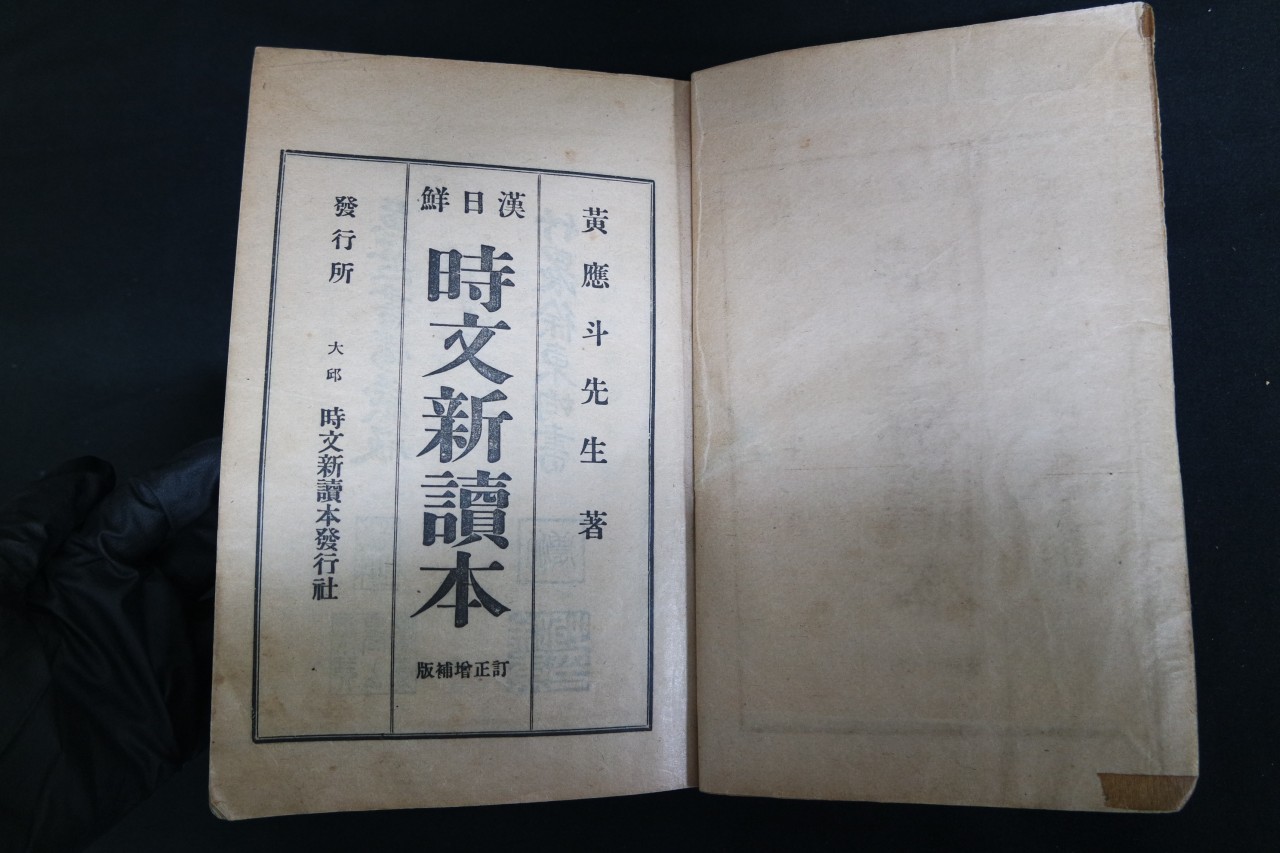 黃應斗先生著
漢日鮮
時文新讀本
訂正增補版
發行所
大邱
時文新讀本發行社